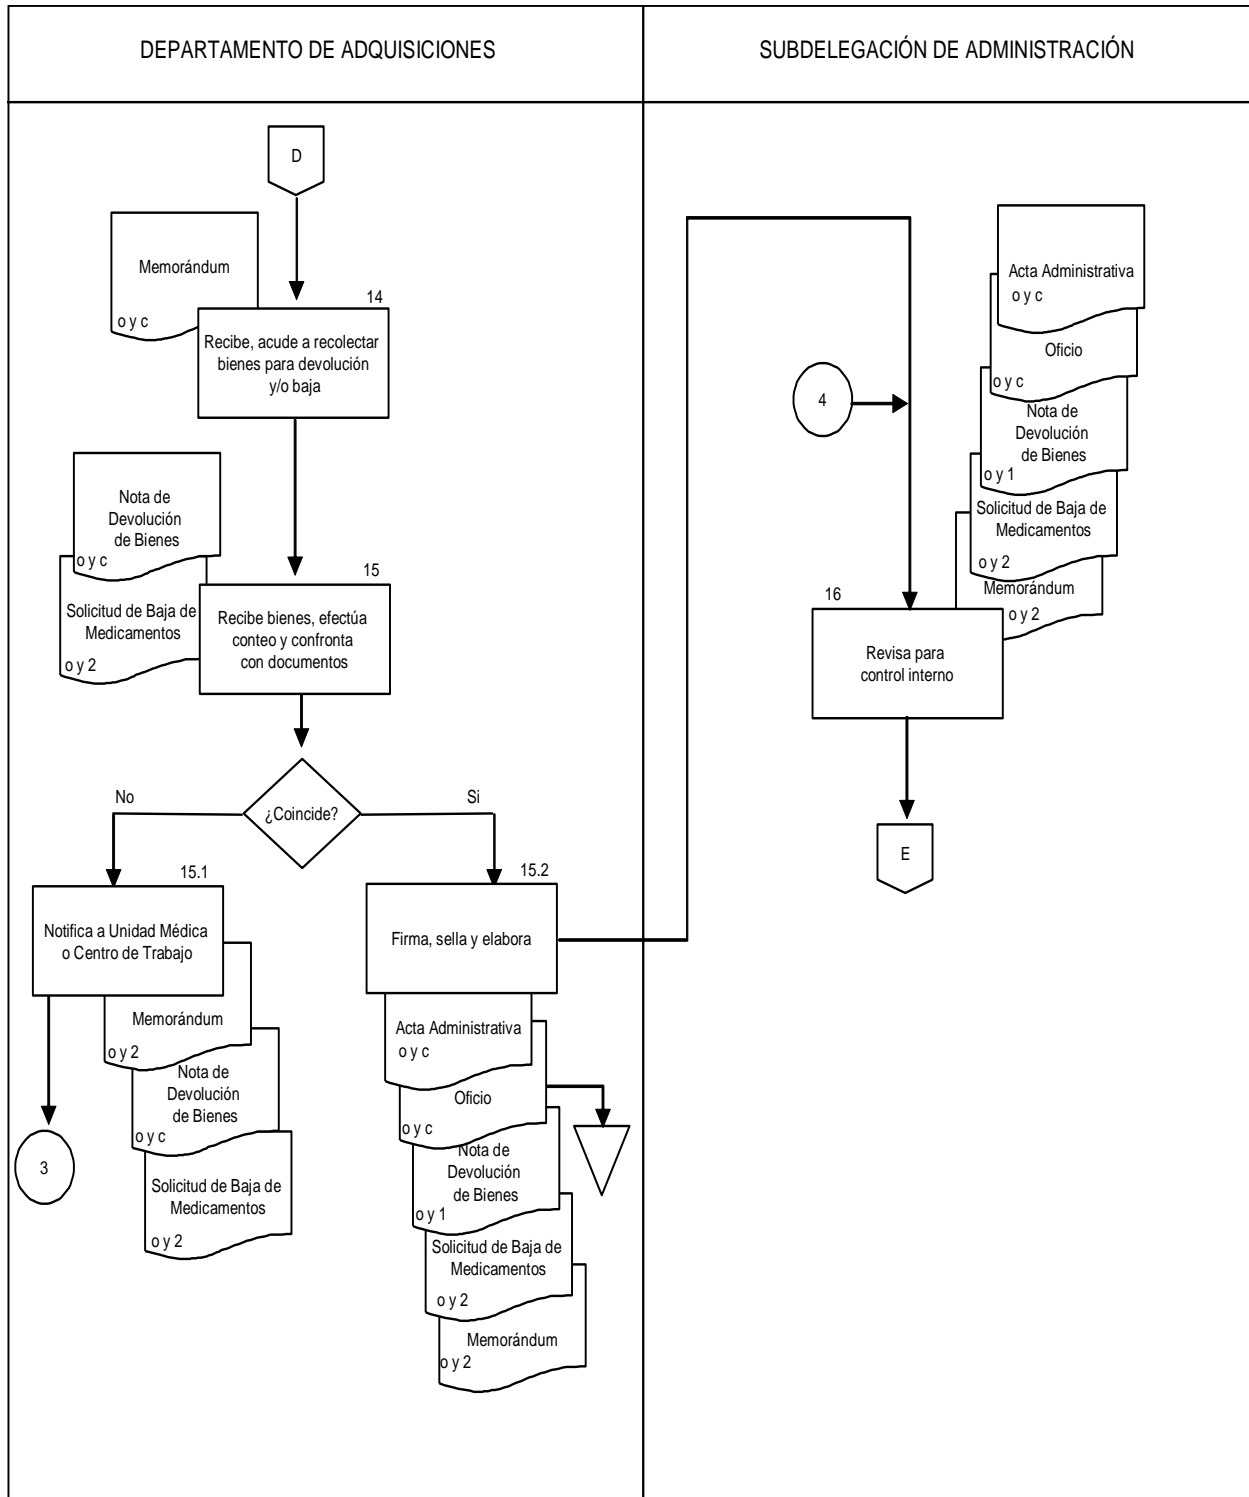 DEPARTAMENTO DE ADQUISICIONES
SUBDELEGACIÓN DE ADMINISTRACIÓN
D
Memorándum
o y c
14
Recibe, acude a recolectar
bienes para devolución
y/o baja
Nota de
Devolución
de Bienes
o y c
Solicitud de Baja de
Medicamentos
o y 2
15
Recibe bienes, efectúa
conteo y confronta
con documentos
¿Coincide?
No
Si
15.1
Notifica a Unidad Médica
o Centro de Trabajo
Memorándum
o y 2
Nota de
Devolución
de Bienes
o y c
Solicitud de Baja de
Medicamentos
o y 2
3
15.2
Firma, sella y elabora
Acta Administrativa
o y c
Oficio
o y c
Nota de
Devolución
de Bienes
o y 1
Solicitud de Baja de
Medicamentos
o y 2
Memorándum
o y 2
4
Acta Administrativa
o y c
Oficio
o y c
Nota de
Devolución
de Bienes
o y 1
Solicitud de Baja de
Medicamentos
o y 2
Memorándum
o y 2
16
Revisa para
control interno
E